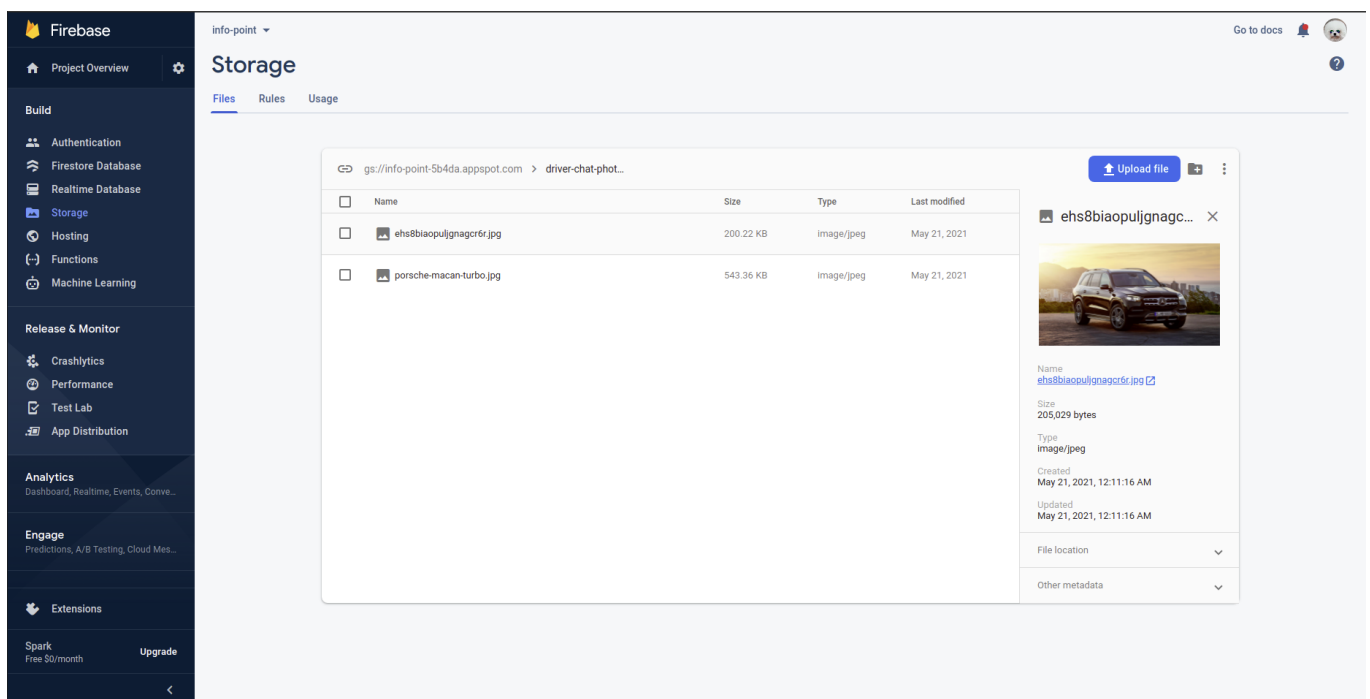 Firebase
info-point
Go to docs
Project Overview
Storage
Files Rules Usage
Build
Authentication
Firestore Database
Realtime Database
Storage
Hosting
Functions
Machine Learning
Release & Monitor
Crashlytics
Performance
Test Lab
App Distribution
Analytics
Dashboard, Realtime, Events, Conve...
Engage
Predictions, A/B Testing, Cloud Mes...
Extensions
Spark
Free $0/month
Upgrade
gs://info-point-5b4da.appspot.com > driver-chat-phot...
Upload file
Name Size Type Last modified
ehs8biaopuljgnagcr6r.jpg 200.22 KB image/jpeg May 21, 2021
porsche-macan-turbo.jpg 543.36 KB image/jpeg May 21, 2021
ehs8biaopuljgnagc...
Name
ehs8biaopuljgnagcr6r.jpg
Size
205,029 bytes
Type
image/jpeg
Created
May 21, 2021, 12:11:16 AM
Updated
May 21, 2021, 12:11:16 AM
File location
Other metadata